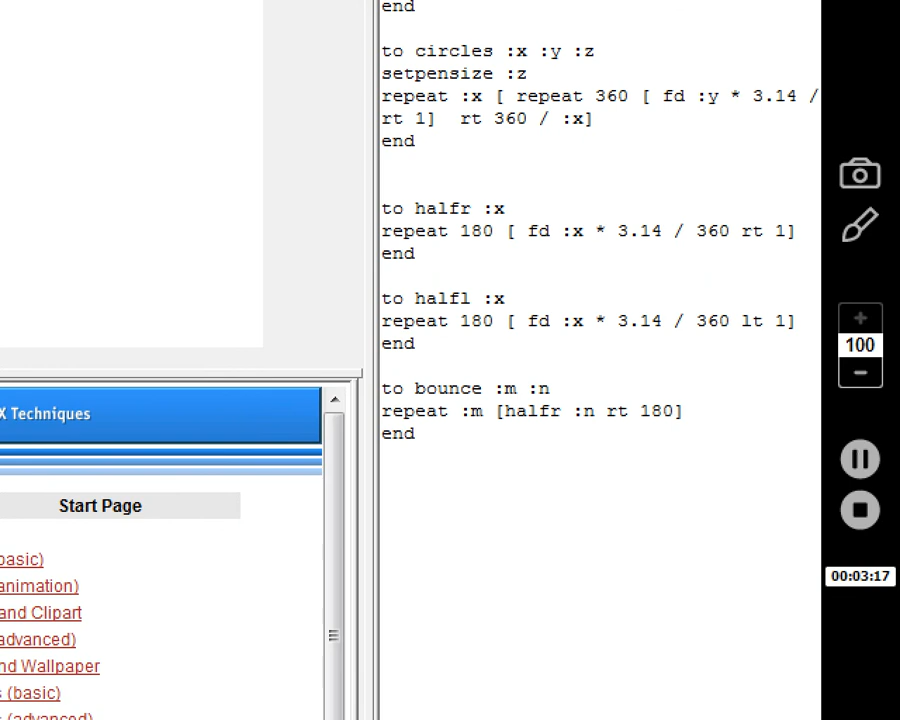 end
to circles :x :y :z
setpensize :z
repeat :x [ repeat 360 [ fd :y * 3.14 /
rt 1]  rt 360 / :x]
end
to halfr :x
repeat 180 [ fd :x * 3.14 / 360 rt 1]
end
to halfl :x
repeat 180 [ fd :x * 3.14 / 360 lt 1]
end
to bounce :m :n
repeat :m [halfr :n rt 180]
end
X Techniques
Start Page
basic)
animation)
and Clipart
advanced)
nd Wallpaper
s (basic)
s (advanced)
+
100
−
00:03:17